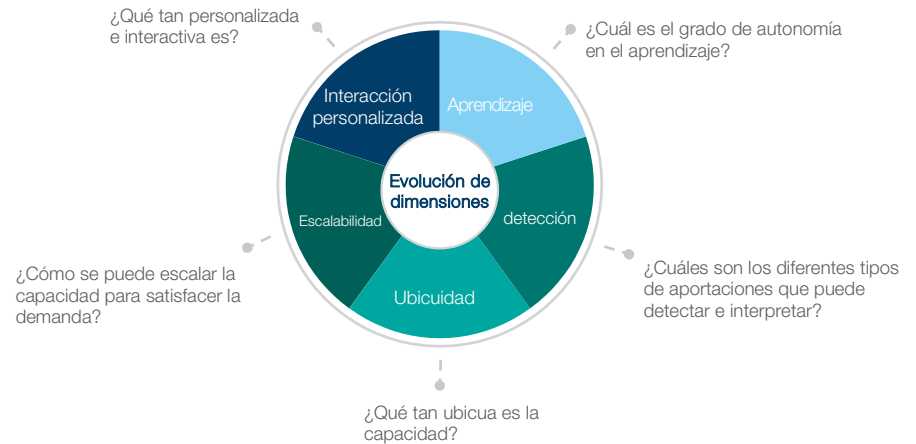 ¿Qué tan personalizada
e interactiva es?
¿Cuál es el grado de autonomía
en el aprendizaje?
Interacción
personalizada
Aprendizaje
Evolución de
dimensiones
Escalabilidad
detección
Ubicuidad
¿Cómo se puede escalar la
capacidad para satisfacer la
demanda?
¿Cuáles son los diferentes tipos
de aportaciones que puede
detectar e interpretar?
¿Qué tan ubicua es la
capacidad?